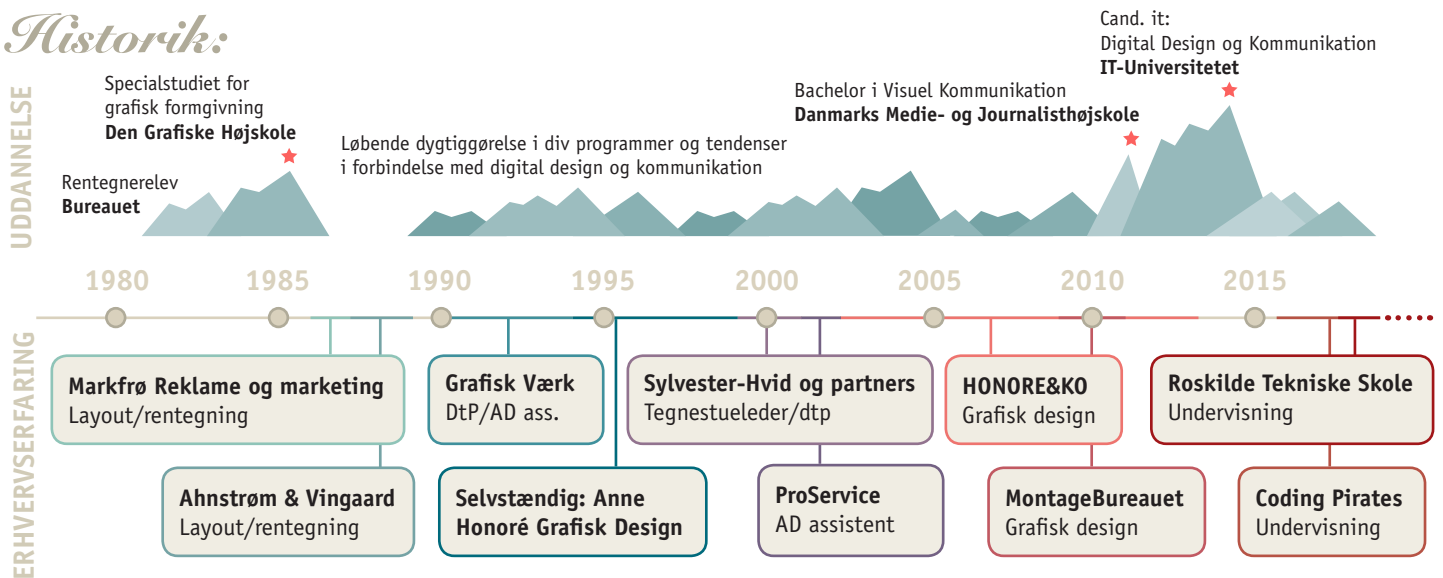 Historik:
UDDANNELSE
Rentegnerelev
Bureauet
Specialstudiet for
grafisk formgivning
Den Grafiske Højskole
Løbende dygtiggørelse i div programmer og tendenser
i forbindelse med digital design og kommunikation
Bachelor i Visuel Kommunikation
Danmarks Medie- og Journalisthøjskole
Cand. it:
Digital Design og Kommunikation
IT-Universitetet
1980
1985
1990
1995
2000
2005
2010
2015
ERHVERVSERFARING
Markfrø Reklame og marketing
Layout/rentegning
Grafisk Værk
DtP/AD ass.
Sylvester-Hvid og partners
Tegnestueleder/dtp
HONORE&KO
Grafisk design
Roskilde Tekniske Skole
Undervisning
Ahnstrøm & Vingaard
Layout/rentegning
Selvstændig: Anne
Honoré Grafisk Design
ProService
AD assistent
MontageBureauet
Grafisk design
Coding Pirates
Undervisning